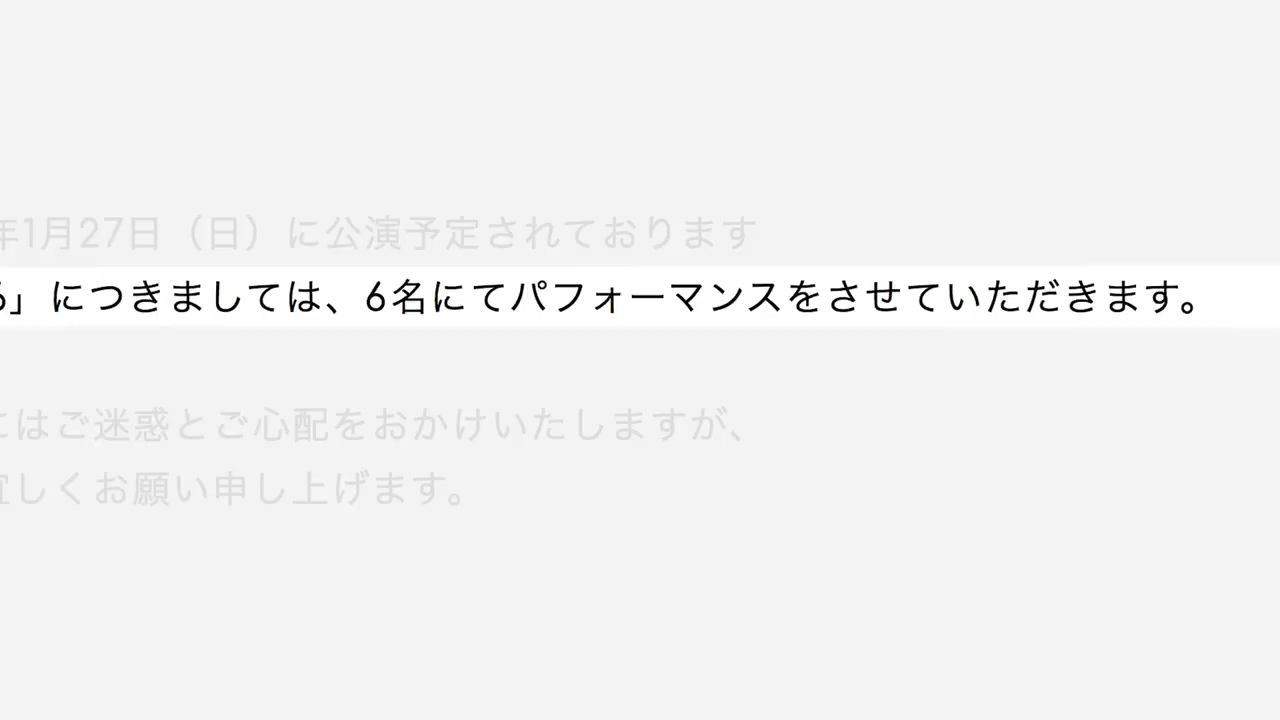 年1月27日（日）に公演予定されております
」につきましては、6名にてパフォーマンスをさせていただきます。
にはご迷惑とご心配をおかけいたしますが、
宜しくお願い申し上げます。